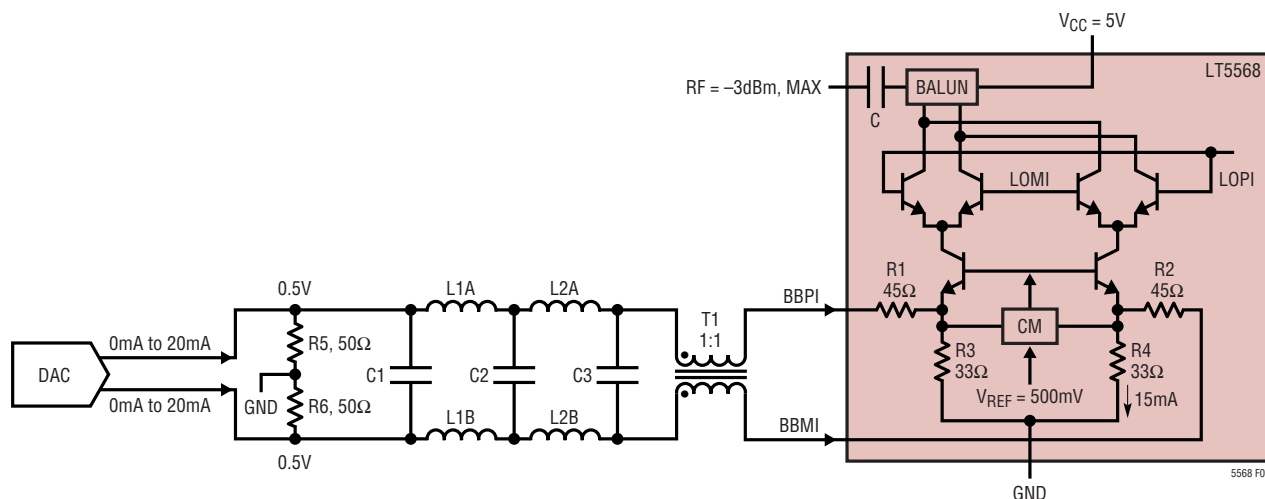 VCC = 5V
LT5568
RF = –3dBm, MAX
BALUN
C
LOMI
LOPI
R1
45Ω
R2
45Ω
0.5V
L1A
L2A
BBPI
T1
1:1
CM
DAC
0mA to 20mA
R5, 50Ω
C1
C2
C3
R3
33Ω
R4
33Ω
GND
0mA to 20mA
R6, 50Ω
VREF = 500mV
15mA
L1B
L2B
BBMI
0.5V
5568 F0
GND